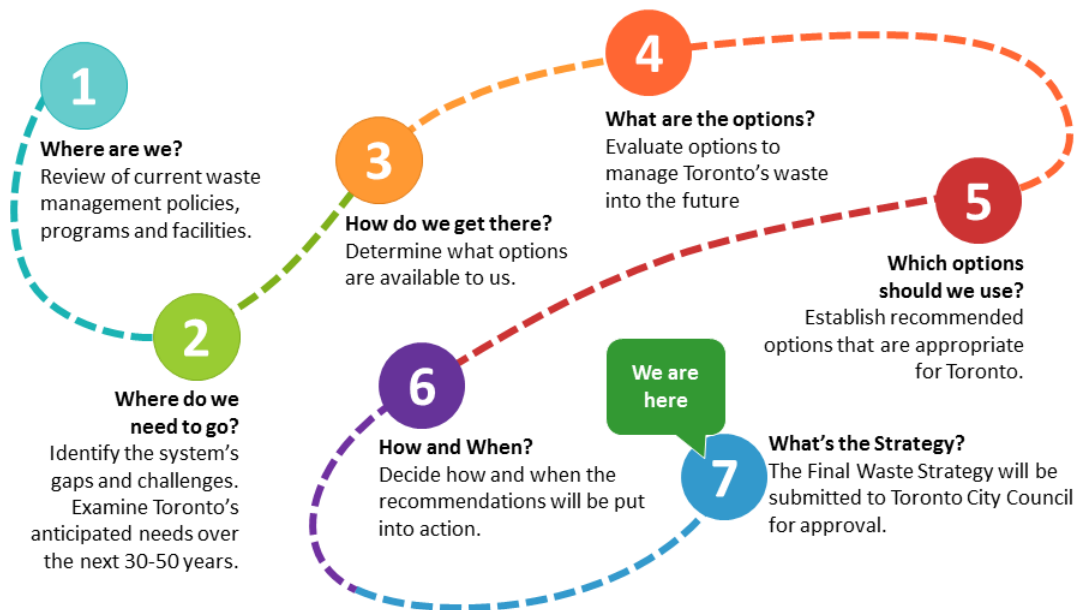 1
Where are we?
Review of current waste
management policies,
programs and facilities.
2
Where do we
need to go?
Identify the system's
gaps and challenges.
Examine Toronto's
anticipated needs over
the next 30-50 years.
3
How do we get there?
Determine what options
are available to us.
4
What are the options?
Evaluate options to
manage Toronto's waste
into the future
5
Which options
should we use?
Establish recommended
options that are appropriate
for Toronto.
6
How and When?
Decide how and when the
recommendations will be put
into action.
We are
here
7
What's the Strategy?
The Final Waste Strategy will be
submitted to Toronto City Council
for approval.